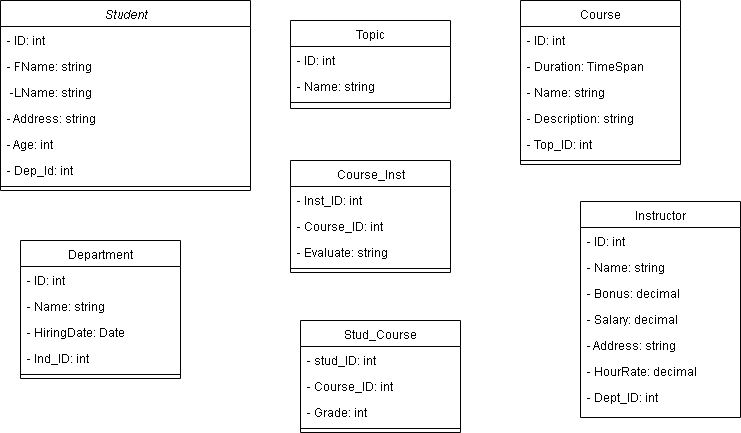 Student
- ID: int
- FName: string
-LName: string
- Address: string
- Age: int
- Dep_Id: int
Topic
- ID: int
- Name: string
Course
- ID: int
- Duration: TimeSpan
- Name: string
- Description: string
- Top_ID: int
Course_Inst
- Inst_ID: int
- Course_ID: int
- Evaluate: string
Instructor
- ID: int
- Name: string
- Bonus: decimal
- Salary: decimal
- Address: string
- HourRate: decimal
- Dept_ID: int
Department
- ID: int
- Name: string
- HiringDate: Date
- Ind_ID: int
Stud_Course
- stud_ID: int
- Course_ID: int
- Grade: int